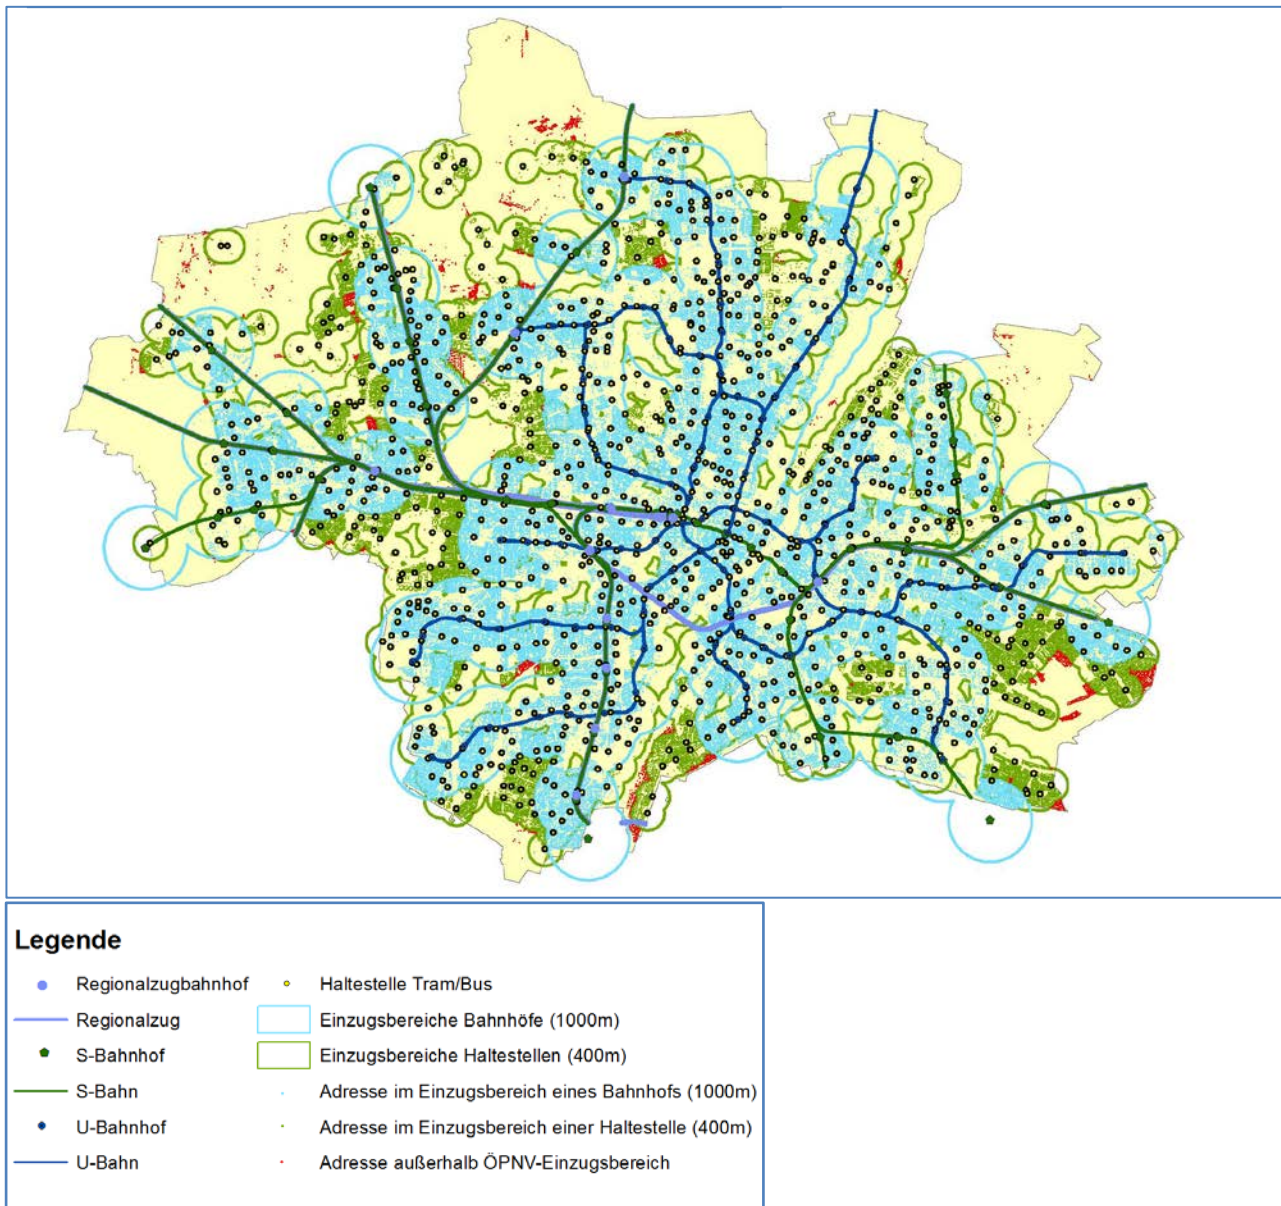 Legende
Regionalzugbahnhof
Haltestelle Tram/Bus
Regionalzug
Einzugsbereiche Bahnhöfe (1000m)
S-Bahnhof
Einzugsbereiche Haltestellen (400m)
S-Bahn
Adresse im Einzugsbereich eines Bahnhofs (1000m)
U-Bahnhof
Adresse im Einzugsbereich einer Haltestelle (400m)
U-Bahn
Adresse außerhalb ÖPNV-Einzugsbereich